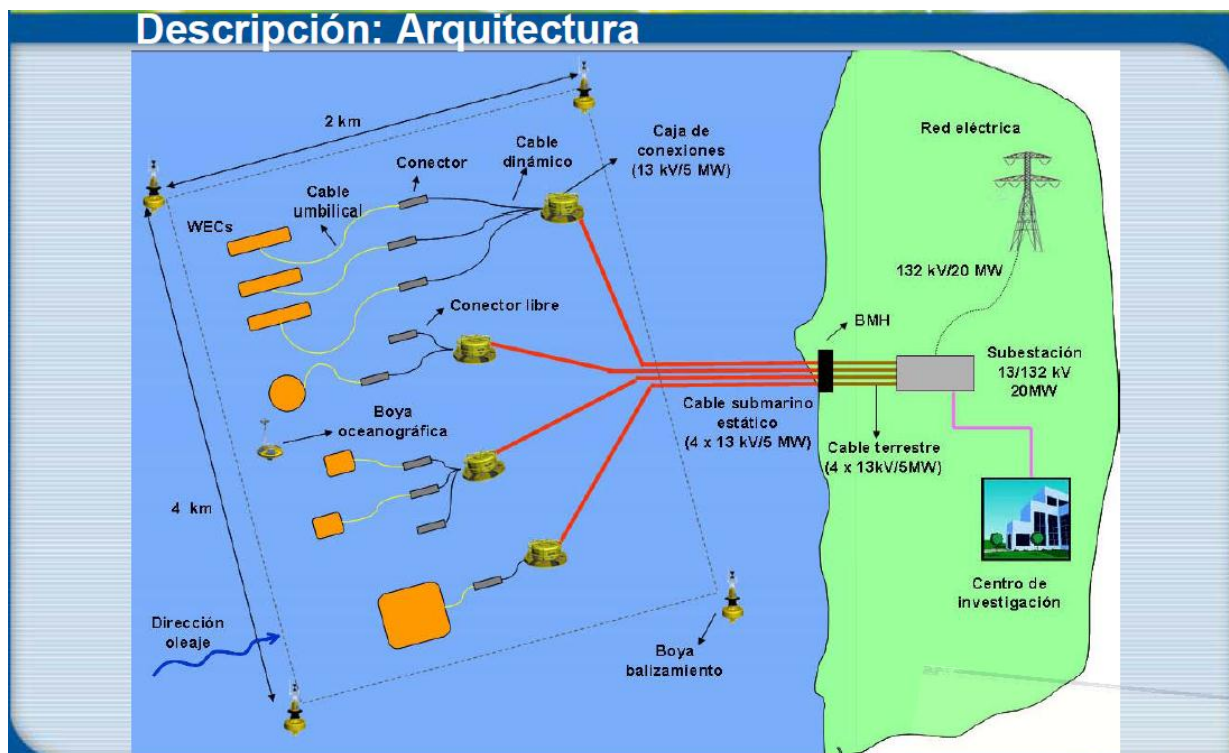 Descripción: Arquitectura
2 km
Conector
Cable
dinámico
Caja de
conexiones
(13 kV/5 MW)
Red eléctrica
Cable
umbilical
WECs
132 kV/20 MW
Conector libre
BMH
Subestación
13/132 kV
20MW
Boya
oceanográfica
Cable submarino
estático
(4 x 13 kV/5 MW)
Cable terrestre
(4 x 13kV/5MW)
4 km
Centro de
investigación
Dirección
oleaje
Boya
balizamiento